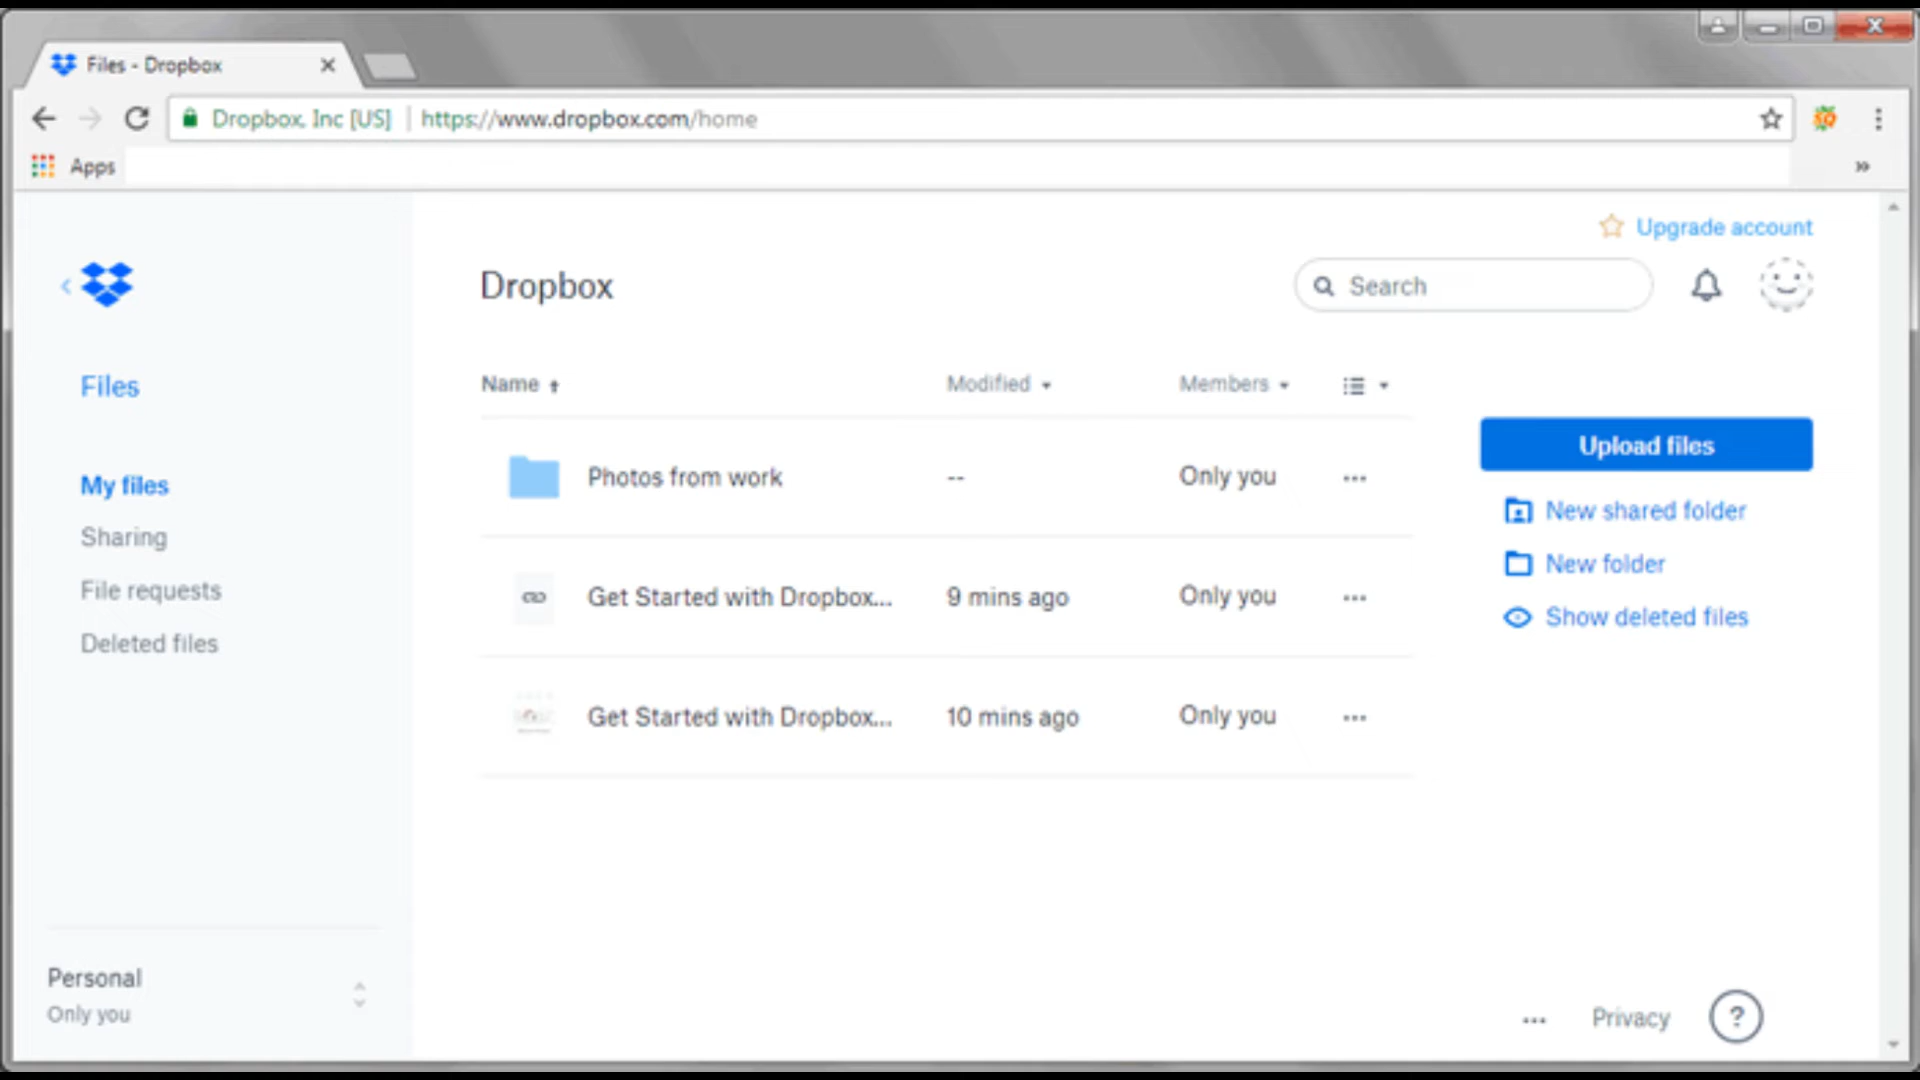 Files - Dropbox
Dropbox, Inc [US] https://www.dropbox.com/home
Apps
Upgrade account
Dropbox
Search
Files
Name Modified Members
Upload files
Photos from work -- Only you
My files
New shared folder
Sharing
New folder
File requests
Get Started with Dropbox... 9 mins ago Only you
Show deleted files
Deleted files
Get Started with Dropbox... 10 mins ago Only you
Personal
Only you
... Privacy ?